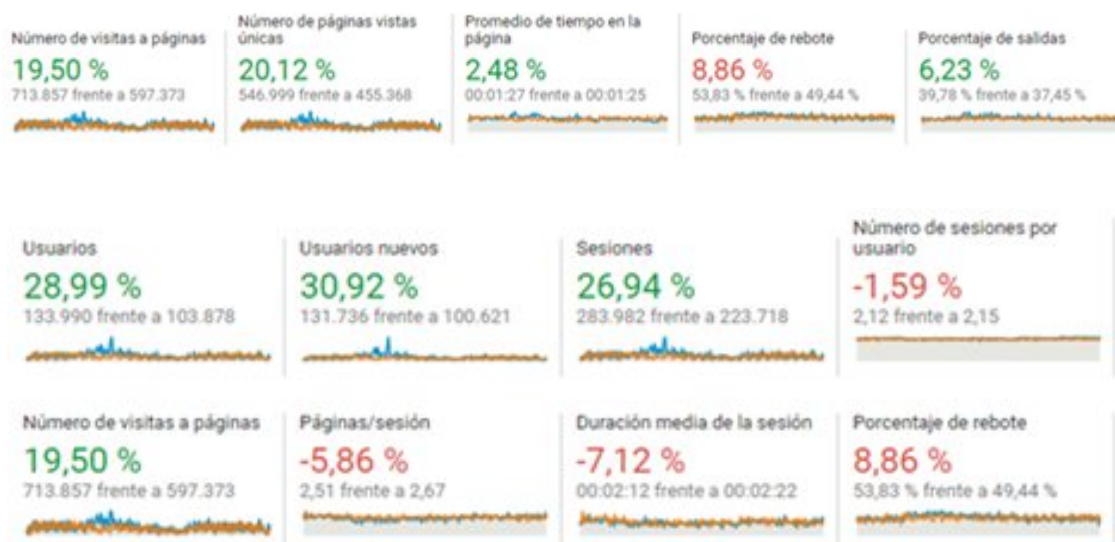 Número de visitas a páginas
19,50 %
713.857 frente a 597.373
Número de páginas vistas
únicas
20,12 %
546.999 frente a 455.368
Promedio de tiempo en la
página
2,48 %
00:01:27 frente a 00:01:25
Porcentaje de rebote
8,86 %
53,83 % frente a 49,44 %
Porcentaje de salidas
6,23 %
39,78 % frente a 37,45 %
Usuarios
28,99 %
133.990 frente a 103.878
Usuarios nuevos
30,92 %
131.736 frente a 100.621
Sesiones
26,94 %
283.982 frente a 223.718
Número de sesiones por
usuario
-1,59 %
2,12 frente a 2,15
Número de visitas a páginas
19,50 %
713.857 frente a 597.373
Páginas/sesión
-5,86 %
2,51 frente a 2,67
Duración media de la sesión
-7,12 %
00:02:12 frente a 00:02:22
Porcentaje de rebote
8,86 %
53,83 % frente a 49,44 %